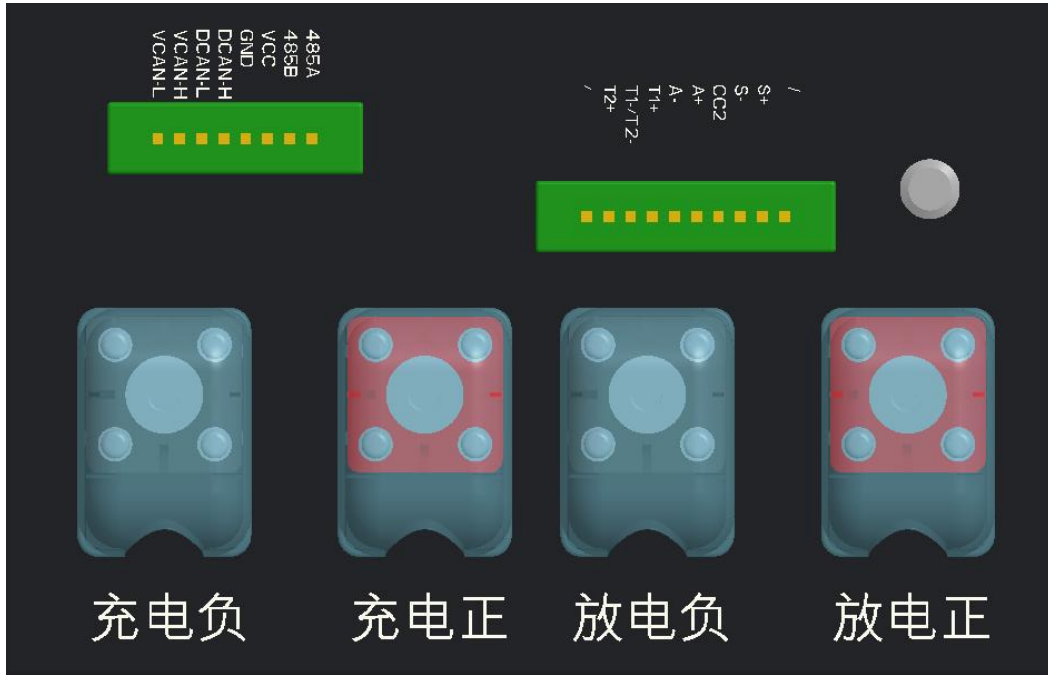 VCAN-L
VCAN-H
DCAN-L
DCAN-H
GND
VCC
485B
485A
/
T2+
T1-/T2-
T1+
A-
A+
CC2
S-
S+
/
充电负
充电正
放电负
放电正